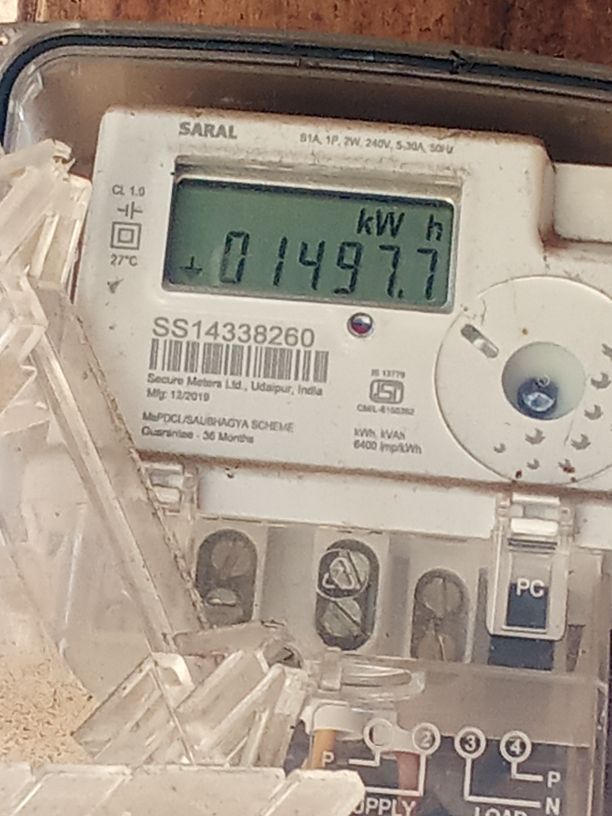 SARAL
S1A, 1P, 2W, 240V, 5-30A, 50Hz
CL 1.0
27°C
kW h
01497.7
SS14338260
Secure Meters Ltd., Udaipur, India
Mfg: 12/2019
MePDCL/SAUBHAGYA SCHEME
Guarantee - 36 Months
IS 13779
kWh, kVAh
6400 imp/kWh
PC
2 3 4
P
P
N
LOAD